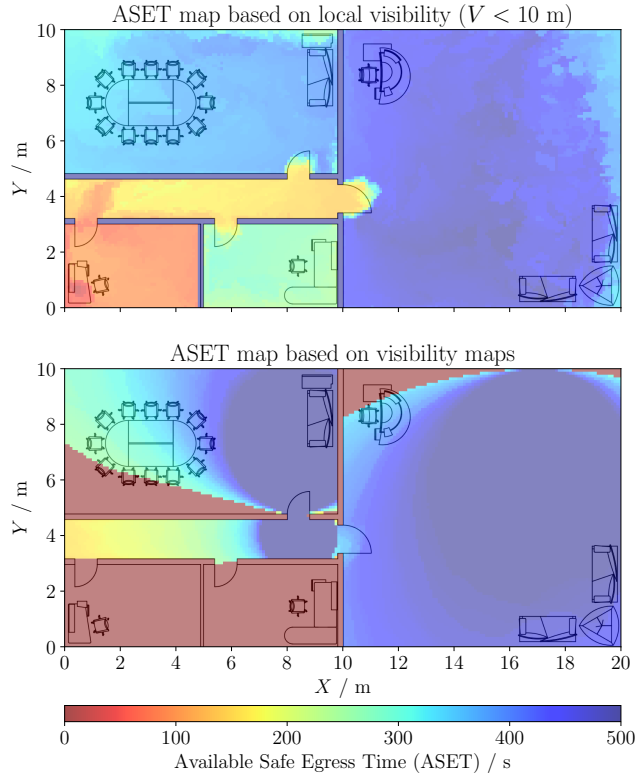 ASET map based on local visibility (V < 10 m)
10
8
6
4
2
0
Y / m
ASET map based on visibility maps
10
8
6
4
2
0
Y / m
0 2 4 6 8 10 12 14 16 18 20
X / m
0 100 200 300 400 500
Available Safe Egress Time (ASET) / s